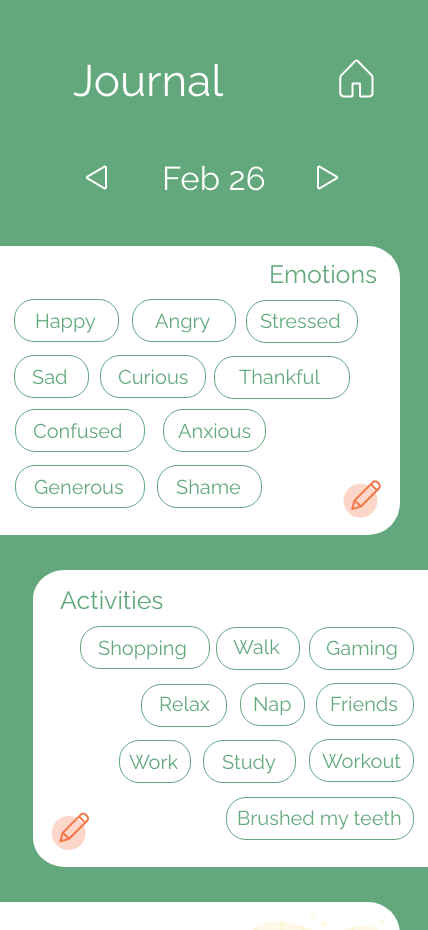 Journal
Feb 26
Emotions
Happy Angry Stressed
Sad Curious Thankful
Confused Anxious
Generous Shame
Activities
Shopping Walk Gaming
Relax Nap Friends
Work Study Workout
Brushed my teeth